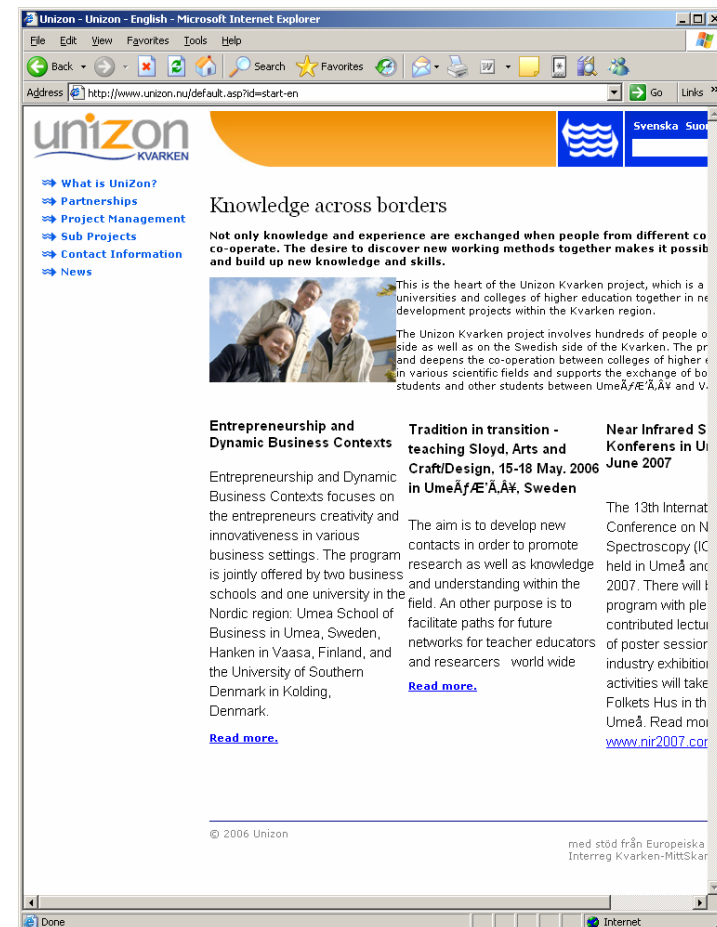 Unizon - Unizon - English - Microsoft Internet Explorer
File Edit View Favorites Tools Help
Back Search Favorites
Address http://www.unizon.nu/default.asp?id=start-en Go Links »
unizon
KVARKEN
Svenska Suo
What is UniZon?
Partnerships
Project Management
Sub Projects
Contact Information
News
Knowledge across borders
Not only knowledge and experience are exchanged when people from different co
co-operate. The desire to discover new working methods together makes it possib
and build up new knowledge and skills.
This is the heart of the Unizon Kvarken project, which is a
universities and colleges of higher education together in ne
development projects within the Kvarken region.
The Unizon Kvarken project involves hundreds of people o
side as well as on the Swedish side of the Kvarken. The pr
and deepens the co-operation between colleges of higher e
in various scientific fields and supports the exchange of bo
students and other students between UmeÃƒÆ’Ã‚Â¥ and V
Entrepreneurship and
Dynamic Business Contexts
Entrepreneurship and Dynamic
Business Contexts focuses on
the entrepreneurs creativity and
innovativeness in various
business settings. The program
is jointly offered by two business
schools and one university in the
Nordic region: Umea School of
Business in Umea, Sweden,
Hanken in Vaasa, Finland, and
the University of Southern
Denmark in Kolding,
Denmark.
Read more.
Tradition in transition -
teaching Sloyd, Arts and
Craft/Design, 15-18 May. 2006
in UmeÃƒÆ’Ã‚Â¥, Sweden
The aim is to develop new
contacts in order to promote
research as well as knowledge
and understanding within the
field. An other purpose is to
facilitate paths for future
networks for teacher educators
and researcers world wide
Read more.
Near Infrared S
Konferens in U
June 2007
The 13th Internat
Conference on N
Spectroscopy (IC
held in Umeå and
2007. There will b
program with ple
contributed lectur
of poster session
industry exhibition
activities will take
Folkets Hus in th
Umeå. Read mor
www.nir2007.cor
© 2006 Unizon
med stöd från Europeiska
Interreg Kvarken-MittSkar
Done Internet